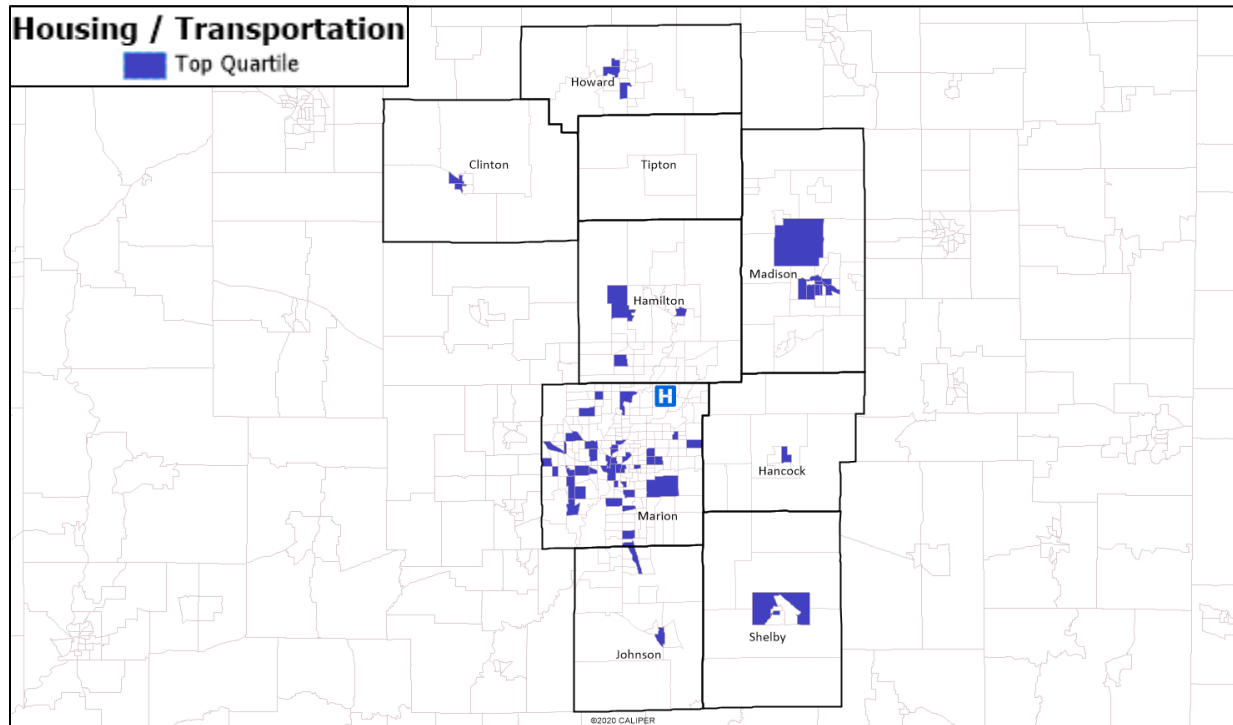 Housing / Transportation
Top Quartile
Howard
Clinton
Tipton
Madison
Hamilton
H
Hancock
Marion
Shelby
Johnson
©2020 CALIPER